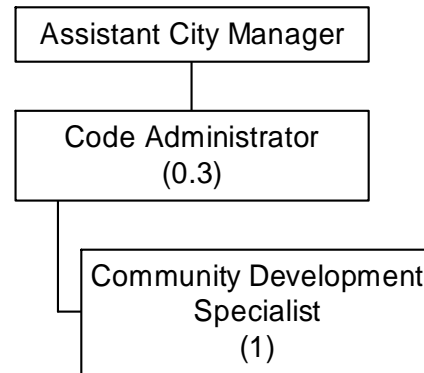 Assistant City Manager
Code Administrator
(0.3)
Community Development
Specialist
(1)